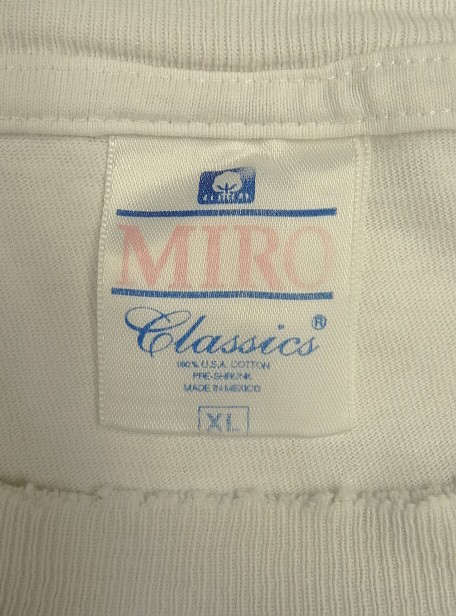 MIRO
Classics®
100% U.S.A. COTTON
PRE-SHRUNK
MADE IN MEXICO
XL